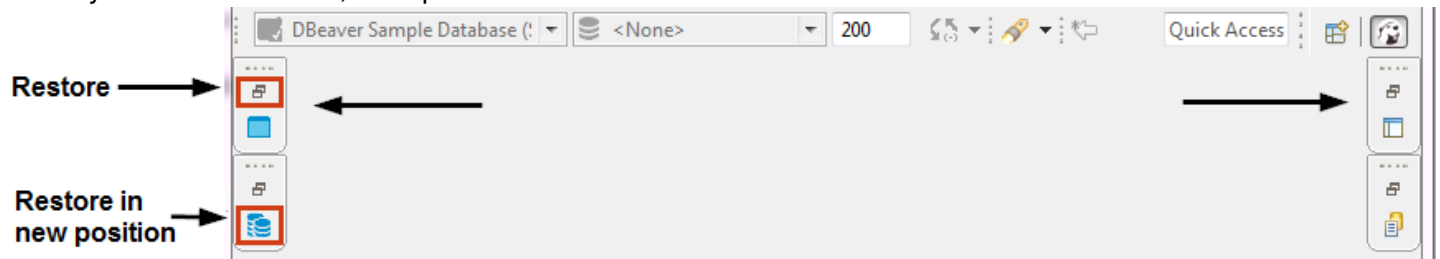 DBeaver Sample Database (
<None>
200
Quick Access
Restore
Restore in
new position